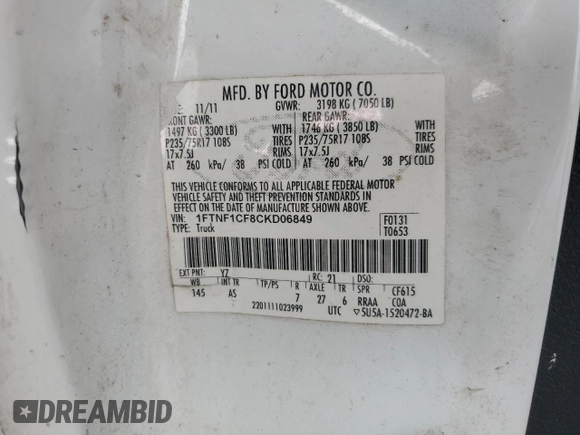 MFD. BY FORD MOTOR CO.
11/11 GVWR: 3198 KG ( 7050 LB)
RONT GAWR: REAR GAWR:
1497 KG ( 3300 LB) WITH 1746 KG ( 3850 LB) WITH
P235/75R17 108S TIRES P235/75R17 108S TIRES
17x7.5J RIMS 17x7.5J RIMS
AT 260 kPa/ 38 PSI COLD AT 260 kPa/ 38 PSI COLD
THIS VEHICLE CONFORMS TO ALL APPLICABLE FEDERAL MOTOR
VEHICLE SAFETY AND THEFT PREVENTION STANDARDS IN EFFECT
ON THE DATE OF MANUFACTURE SHOWN ABOVE.
VIN: 1FTNF1CF8CKD06849 F0131
TYPE: Truck T0653
EXT PNT: YZ RC: 21 DSO:
WB INT TR TP/PS R AXLE TR SPR CF615
145 AS 7 27 6 RRAA COA
2201111023999 UTC ▽5U5A-1520472-BA
DREAMBID